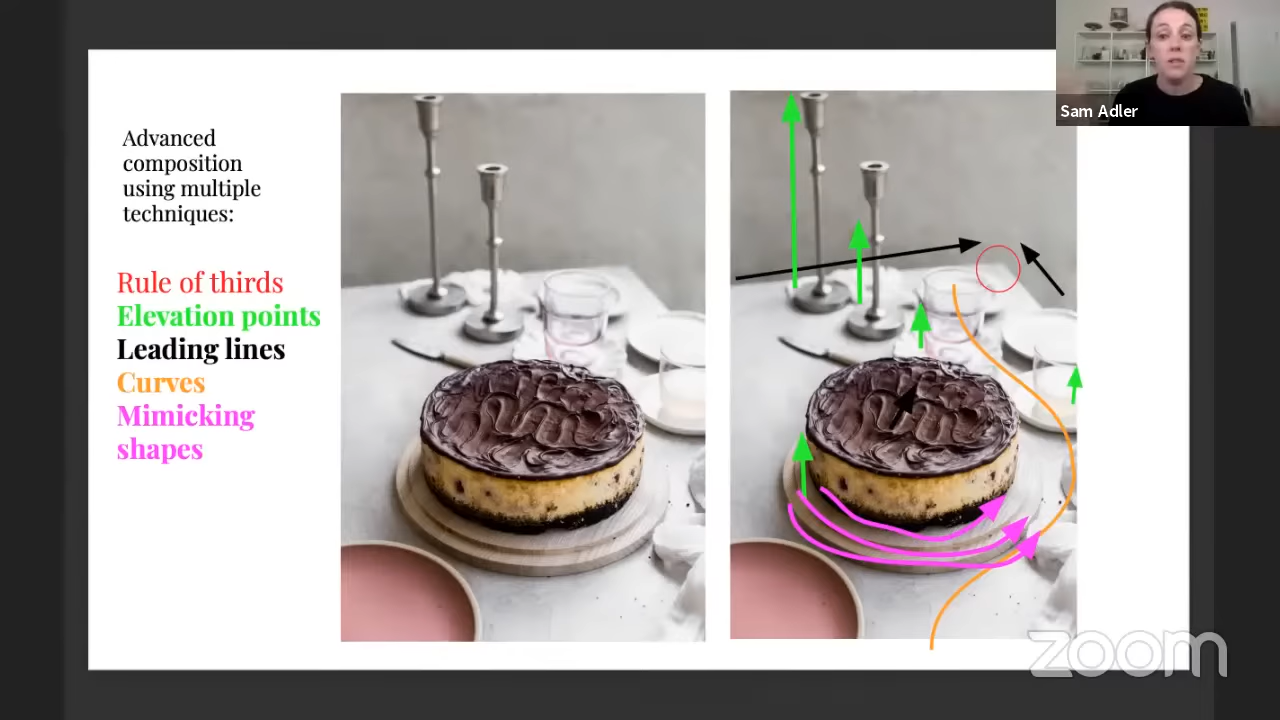 Advanced
composition
using multiple
techniques:
Rule of thirds
Elevation points
Leading lines
Curves
Mimicking
shapes
Sam Adler
zoom